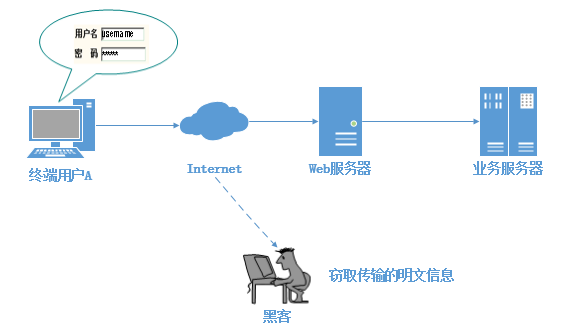 用户名 username
密 码 *****
终端用户A
Internet
Web服务器
业务服务器
窃取传输的明文信息
黑客